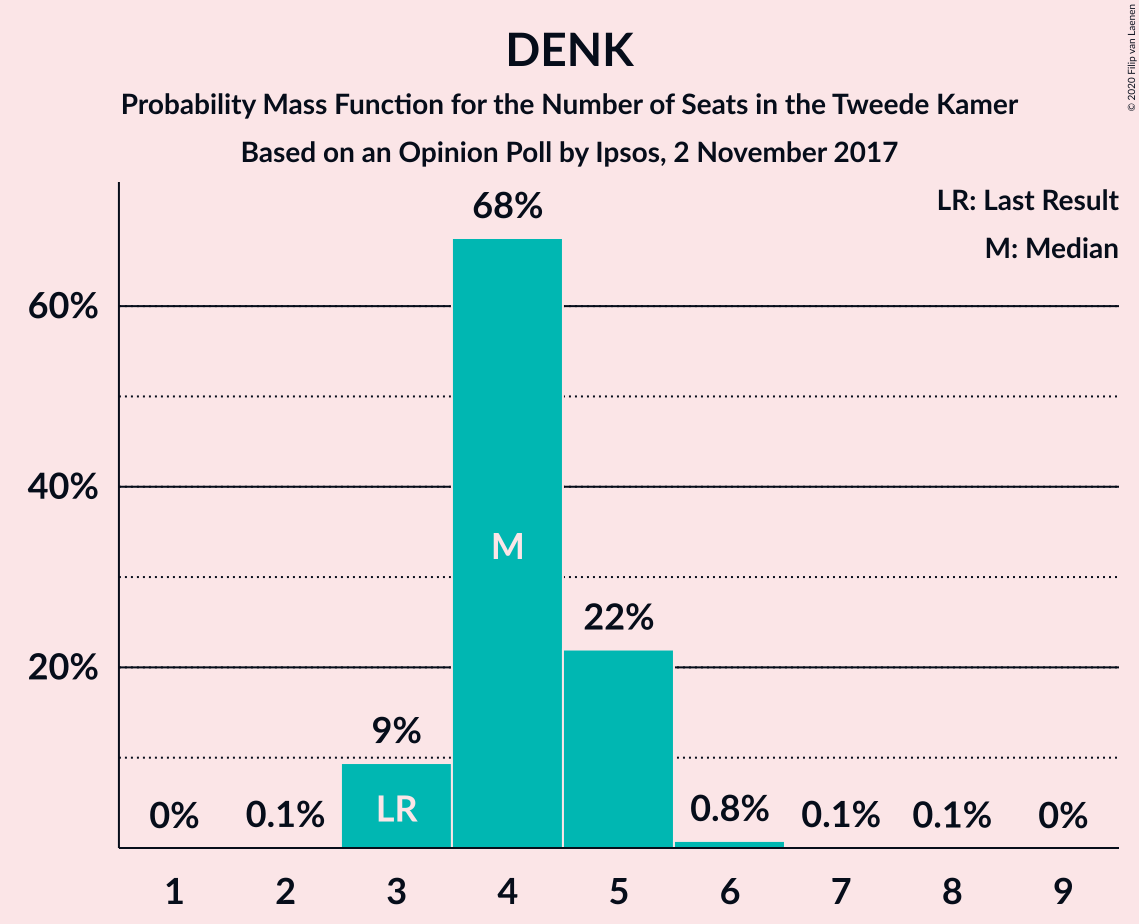 DENK
Probability Mass Function for the Number of Seats in the Tweede Kamer
Based on an Opinion Poll by Ipsos, 2 November 2017
© 2020 Filip van Laenen
LR: Last Result
M: Median
68%
60%
40%
M
22%
20%
9%
LR
0%
0.1%
0.8%
0.1%
0.1%
0%
1 2 3 4 5 6 7 8 9